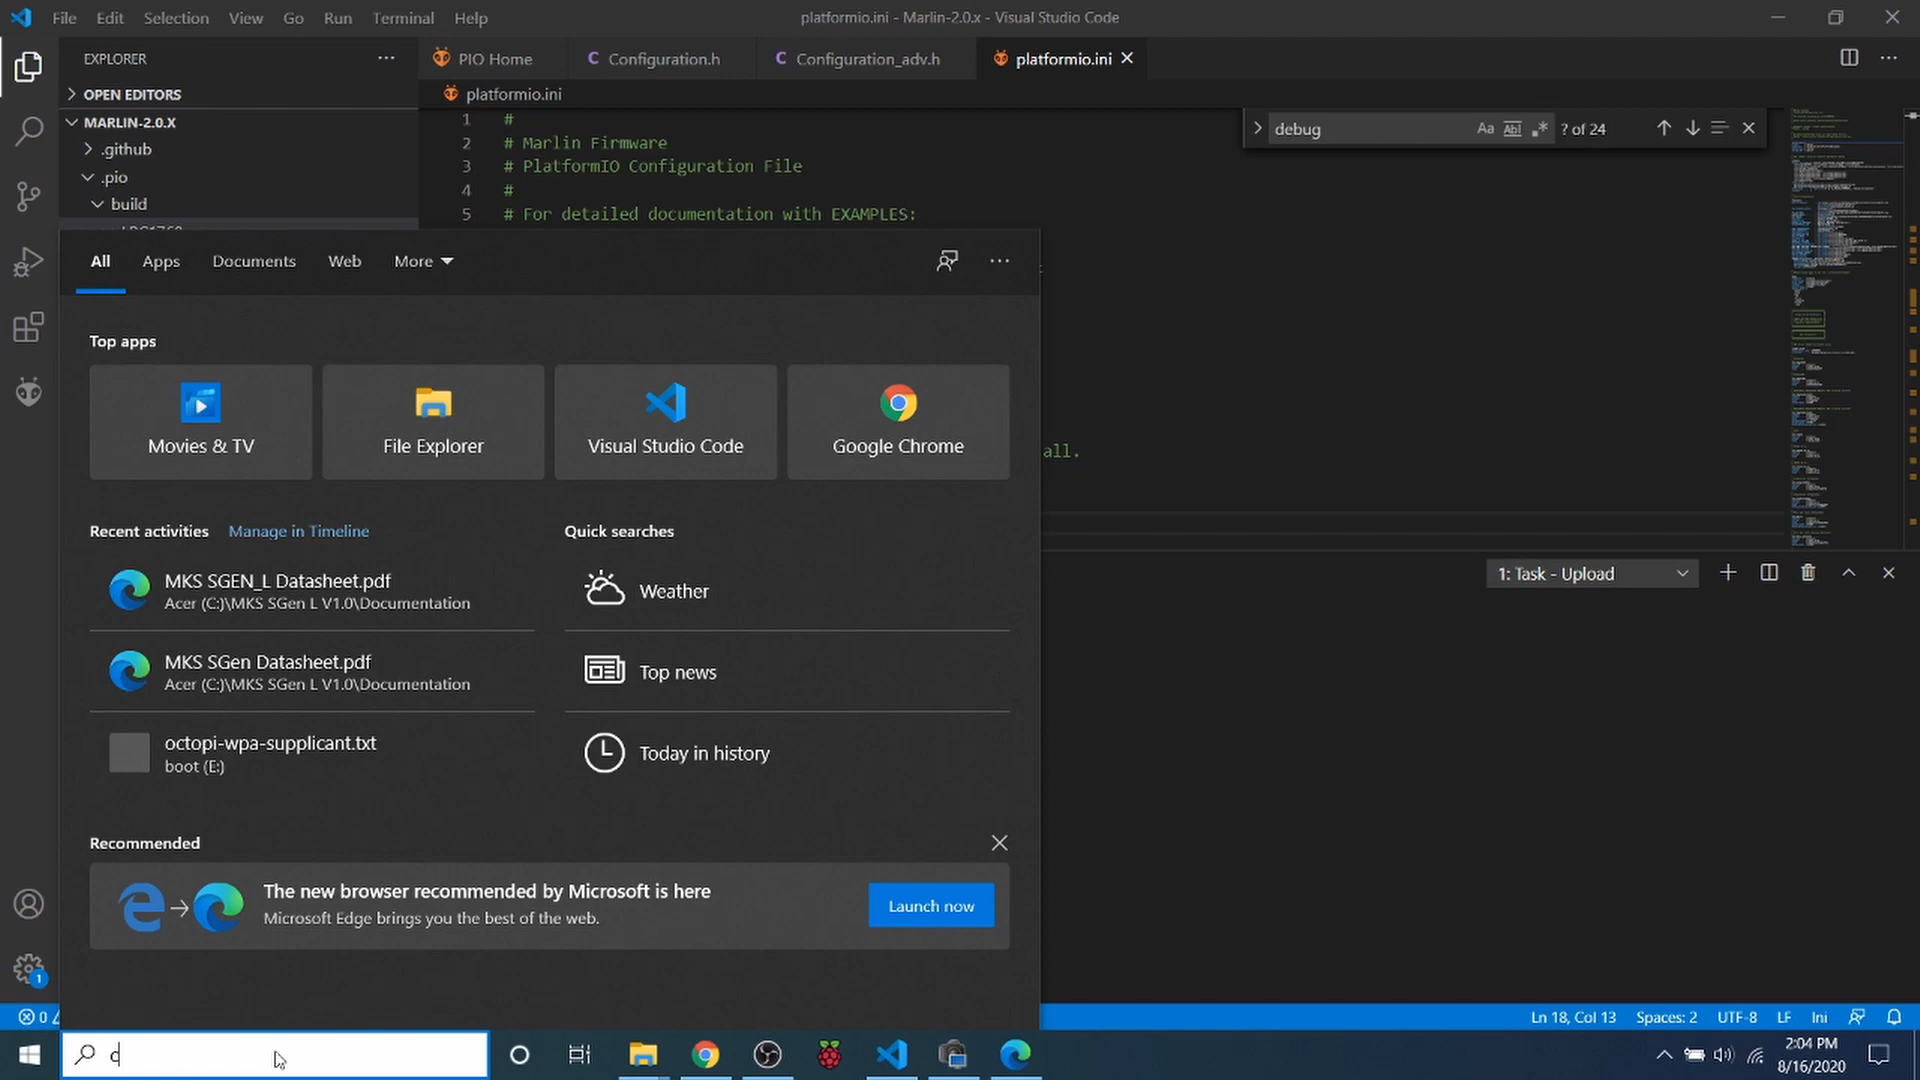 File Edit Selection View Go Run Terminal Help
platformio.ini - Marlin-2.0.x - Visual Studio Code
EXPLORER
PIO Home
C Configuration.h
C Configuration_adv.h
platformio.ini
OPEN EDITORS
platformio.ini
MARLIN-2.0.X
.github
.pio
build
1 #
2 # Marlin Firmware
3 # PlatformIO Configuration File
4 #
5 # For detailed documentation with EXAMPLES:
debug
Aa Abl .*
? of 24
All Apps Documents Web More
Top apps
Movies & TV
File Explorer
Visual Studio Code
Google Chrome
all.
Recent activities Manage in Timeline
Quick searches
MKS SGEN_L Datasheet.pdf
Acer (C:)\MKS SGen L V1.0\Documentation
Weather
MKS SGen Datasheet.pdf
Acer (C:)\MKS SGen L V1.0\Documentation
Top news
octopi-wpa-supplicant.txt
boot (E:)
Today in history
1: Task - Upload
Recommended
The new browser recommended by Microsoft is here
Microsoft Edge brings you the best of the web.
Launch now
1
0
Ln 18, Col 13 Spaces: 2 UTF-8 LF Ini
c
2:04 PM
8/16/2020